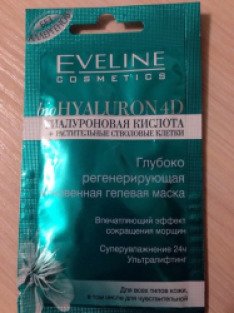 EVELINE
COSMETICS
bioHYALURON 4D
ГИАЛУРОНОВАЯ КИСЛОТА
+ РАСТИТЕЛЬНЫЕ СТВОЛОВЫЕ КЛЕТКИ
Глубоко
регенерирующая
гелевая маска
Впечатляющий эффект
сокращения морщин
Суперувлажнение 24ч
Ультралифтинг
Для всех типов кожи,
в том числе для чувствительной